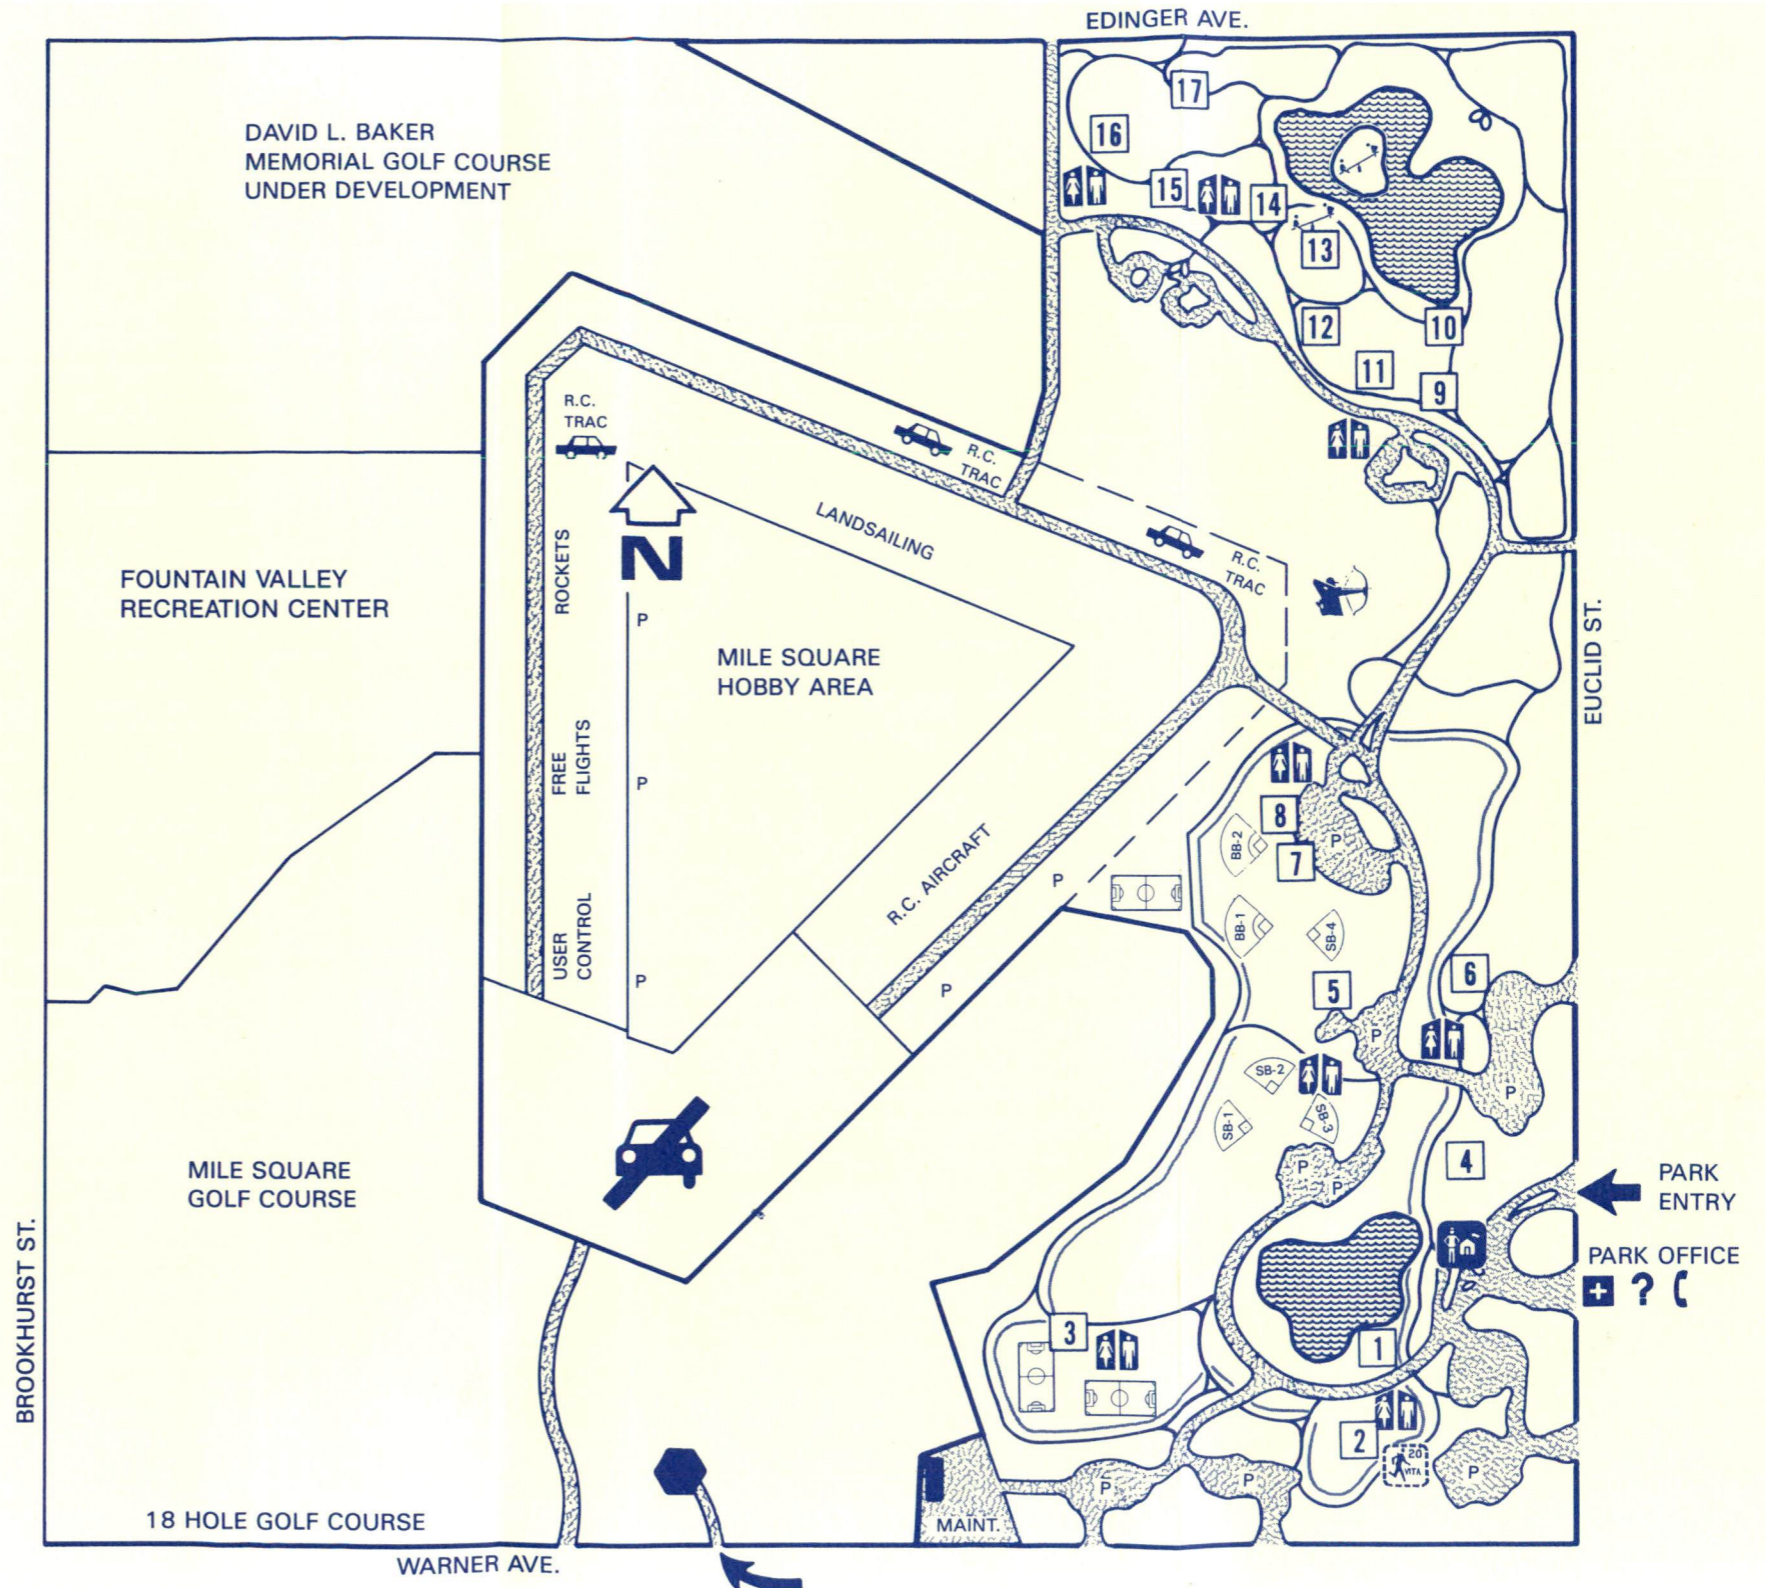 EDINGER AVE.
17
16
DAVID L. BAKER
MEMORIAL GOLF COURSE
UNDER DEVELOPMENT
15
14
13
12
10
11
9
R.C.
TRAC
R.C.
TRAC
LANDSAILING
R.C.
TRAC
N
ROCKETS
FOUNTAIN VALLEY
RECREATION CENTER
P
MILE SQUARE
HOBBY AREA
EUCLID ST.
FREE
FLIGHTS
P
8
BB-2
P
7
R.C. AIRCRAFT
P
BB-1
SB-4
USER
CONTROL
P
P
5
6
P
SB-2
P
SB-1
SB-3
4
P
P
MILE SQUARE
GOLF COURSE
PARK
ENTRY
PARK OFFICE
?
BROOKHURST ST.
3
1
2
20
VITA
P
P
P
18 HOLE GOLF COURSE
MAINT.
WARNER AVE.